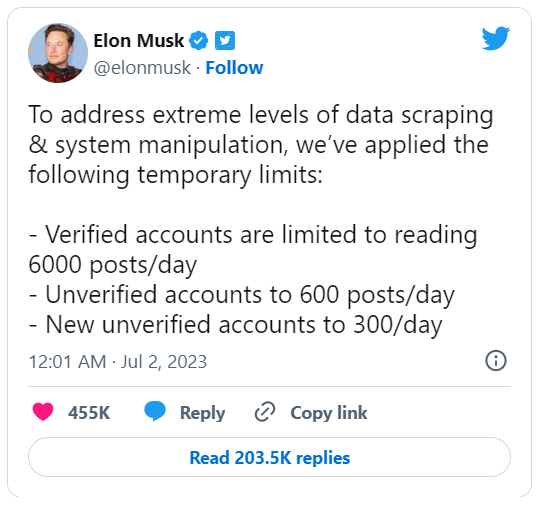 Elon Musk
@elonmusk · Follow
To address extreme levels of data scraping
& system manipulation, we’ve applied the
following temporary limits:
- Verified accounts are limited to reading
6000 posts/day
- Unverified accounts to 600 posts/day
- New unverified accounts to 300/day
12:01 AM · Jul 2, 2023
455K Reply Copy link
Read 203.5K replies